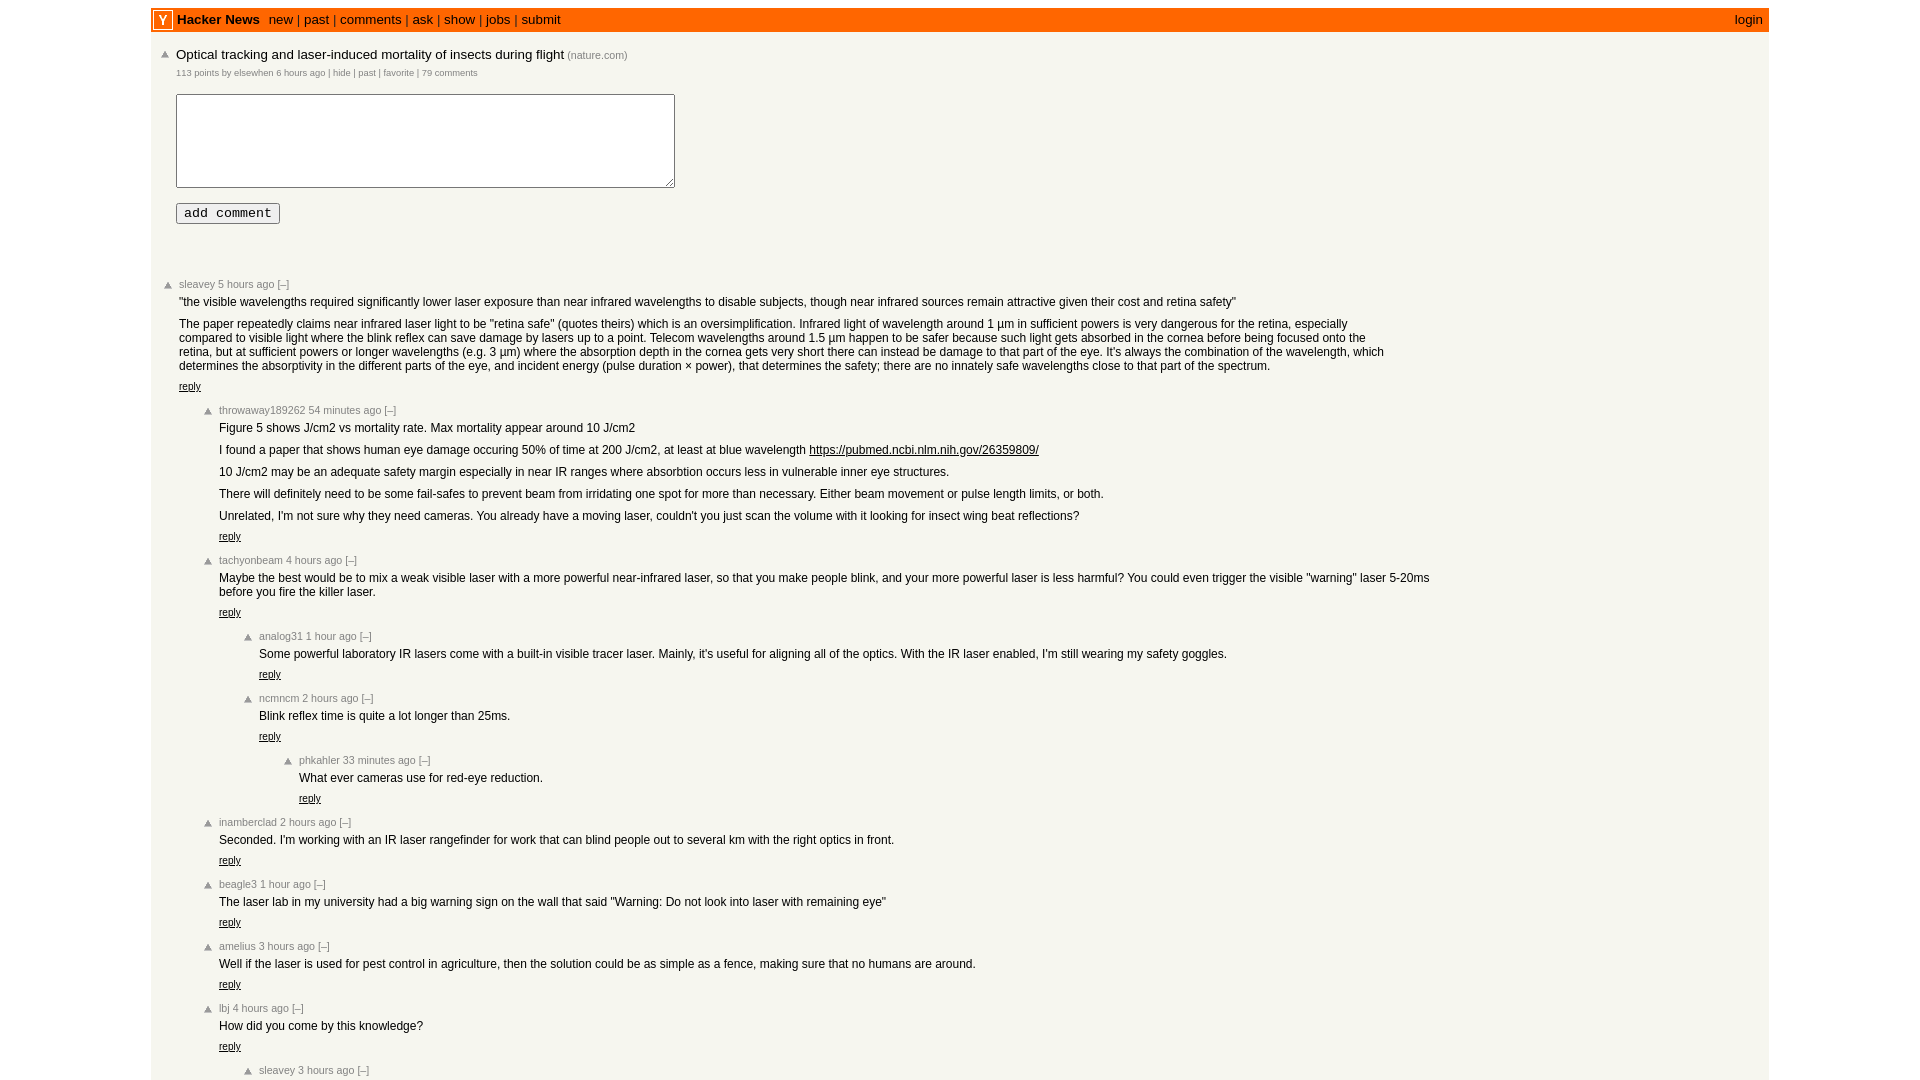 Y Hacker News new | past | comments | ask | show | jobs | submit login
Optical tracking and laser-induced mortality of insects during flight (nature.com)
113 points by elsewhen 6 hours ago | hide | past | favorite | 79 comments
add comment
sleavey 5 hours ago [–]
"the visible wavelengths required significantly lower laser exposure than near infrared wavelengths to disable subjects, though near infrared sources remain attractive given their cost and retina safety"
The paper repeatedly claims near infrared laser light to be "retina safe" (quotes theirs) which is an oversimplification. Infrared light of wavelength around 1 µm in sufficient powers is very dangerous for the retina, especially
compared to visible light where the blink reflex can save damage by lasers up to a point. Telecom wavelengths around 1.5 µm happen to be safer because such light gets absorbed in the cornea before being focused onto the
retina, but at sufficient powers or longer wavelengths (e.g. 3 µm) where the absorption depth in the cornea gets very short there can instead be damage to that part of the eye. It's always the combination of the wavelength, which
determines the absorptivity in the different parts of the eye, and incident energy (pulse duration × power), that determines the safety; there are no innately safe wavelengths close to that part of the spectrum.
reply
throwaway189262 54 minutes ago [–]
Figure 5 shows J/cm2 vs mortality rate. Max mortality appear around 10 J/cm2
I found a paper that shows human eye damage occuring 50% of time at 200 J/cm2, at least at blue wavelength https://pubmed.ncbi.nlm.nih.gov/26359809/
10 J/cm2 may be an adequate safety margin especially in near IR ranges where absorbtion occurs less in vulnerable inner eye structures.
There will definitely need to be some fail-safes to prevent beam from irridating one spot for more than necessary. Either beam movement or pulse length limits, or both.
Unrelated, I'm not sure why they need cameras. You already have a moving laser, couldn't you just scan the volume with it looking for insect wing beat reflections?
reply
tachyonbeam 4 hours ago [–]
Maybe the best would be to mix a weak visible laser with a more powerful near-infrared laser, so that you make people blink, and your more powerful laser is less harmful? You could even trigger the visible "warning" laser 5-20ms
before you fire the killer laser.
reply
analog31 1 hour ago [–]
Some powerful laboratory IR lasers come with a built-in visible tracer laser. Mainly, it's useful for aligning all of the optics. With the IR laser enabled, I'm still wearing my safety goggles.
reply
ncmncm 2 hours ago [–]
Blink reflex time is quite a lot longer than 25ms.
reply
phkahler 33 minutes ago [–]
What ever cameras use for red-eye reduction.
reply
inamberclad 2 hours ago [–]
Seconded. I'm working with an IR laser rangefinder for work that can blind people out to several km with the right optics in front.
reply
beagle3 1 hour ago [–]
The laser lab in my university had a big warning sign on the wall that said "Warning: Do not look into laser with remaining eye"
reply
amelius 3 hours ago [–]
Well if the laser is used for pest control in agriculture, then the solution could be as simple as a fence, making sure that no humans are around.
reply
lbj 4 hours ago [–]
How did you come by this knowledge?
reply
sleavey 3 hours ago [–]